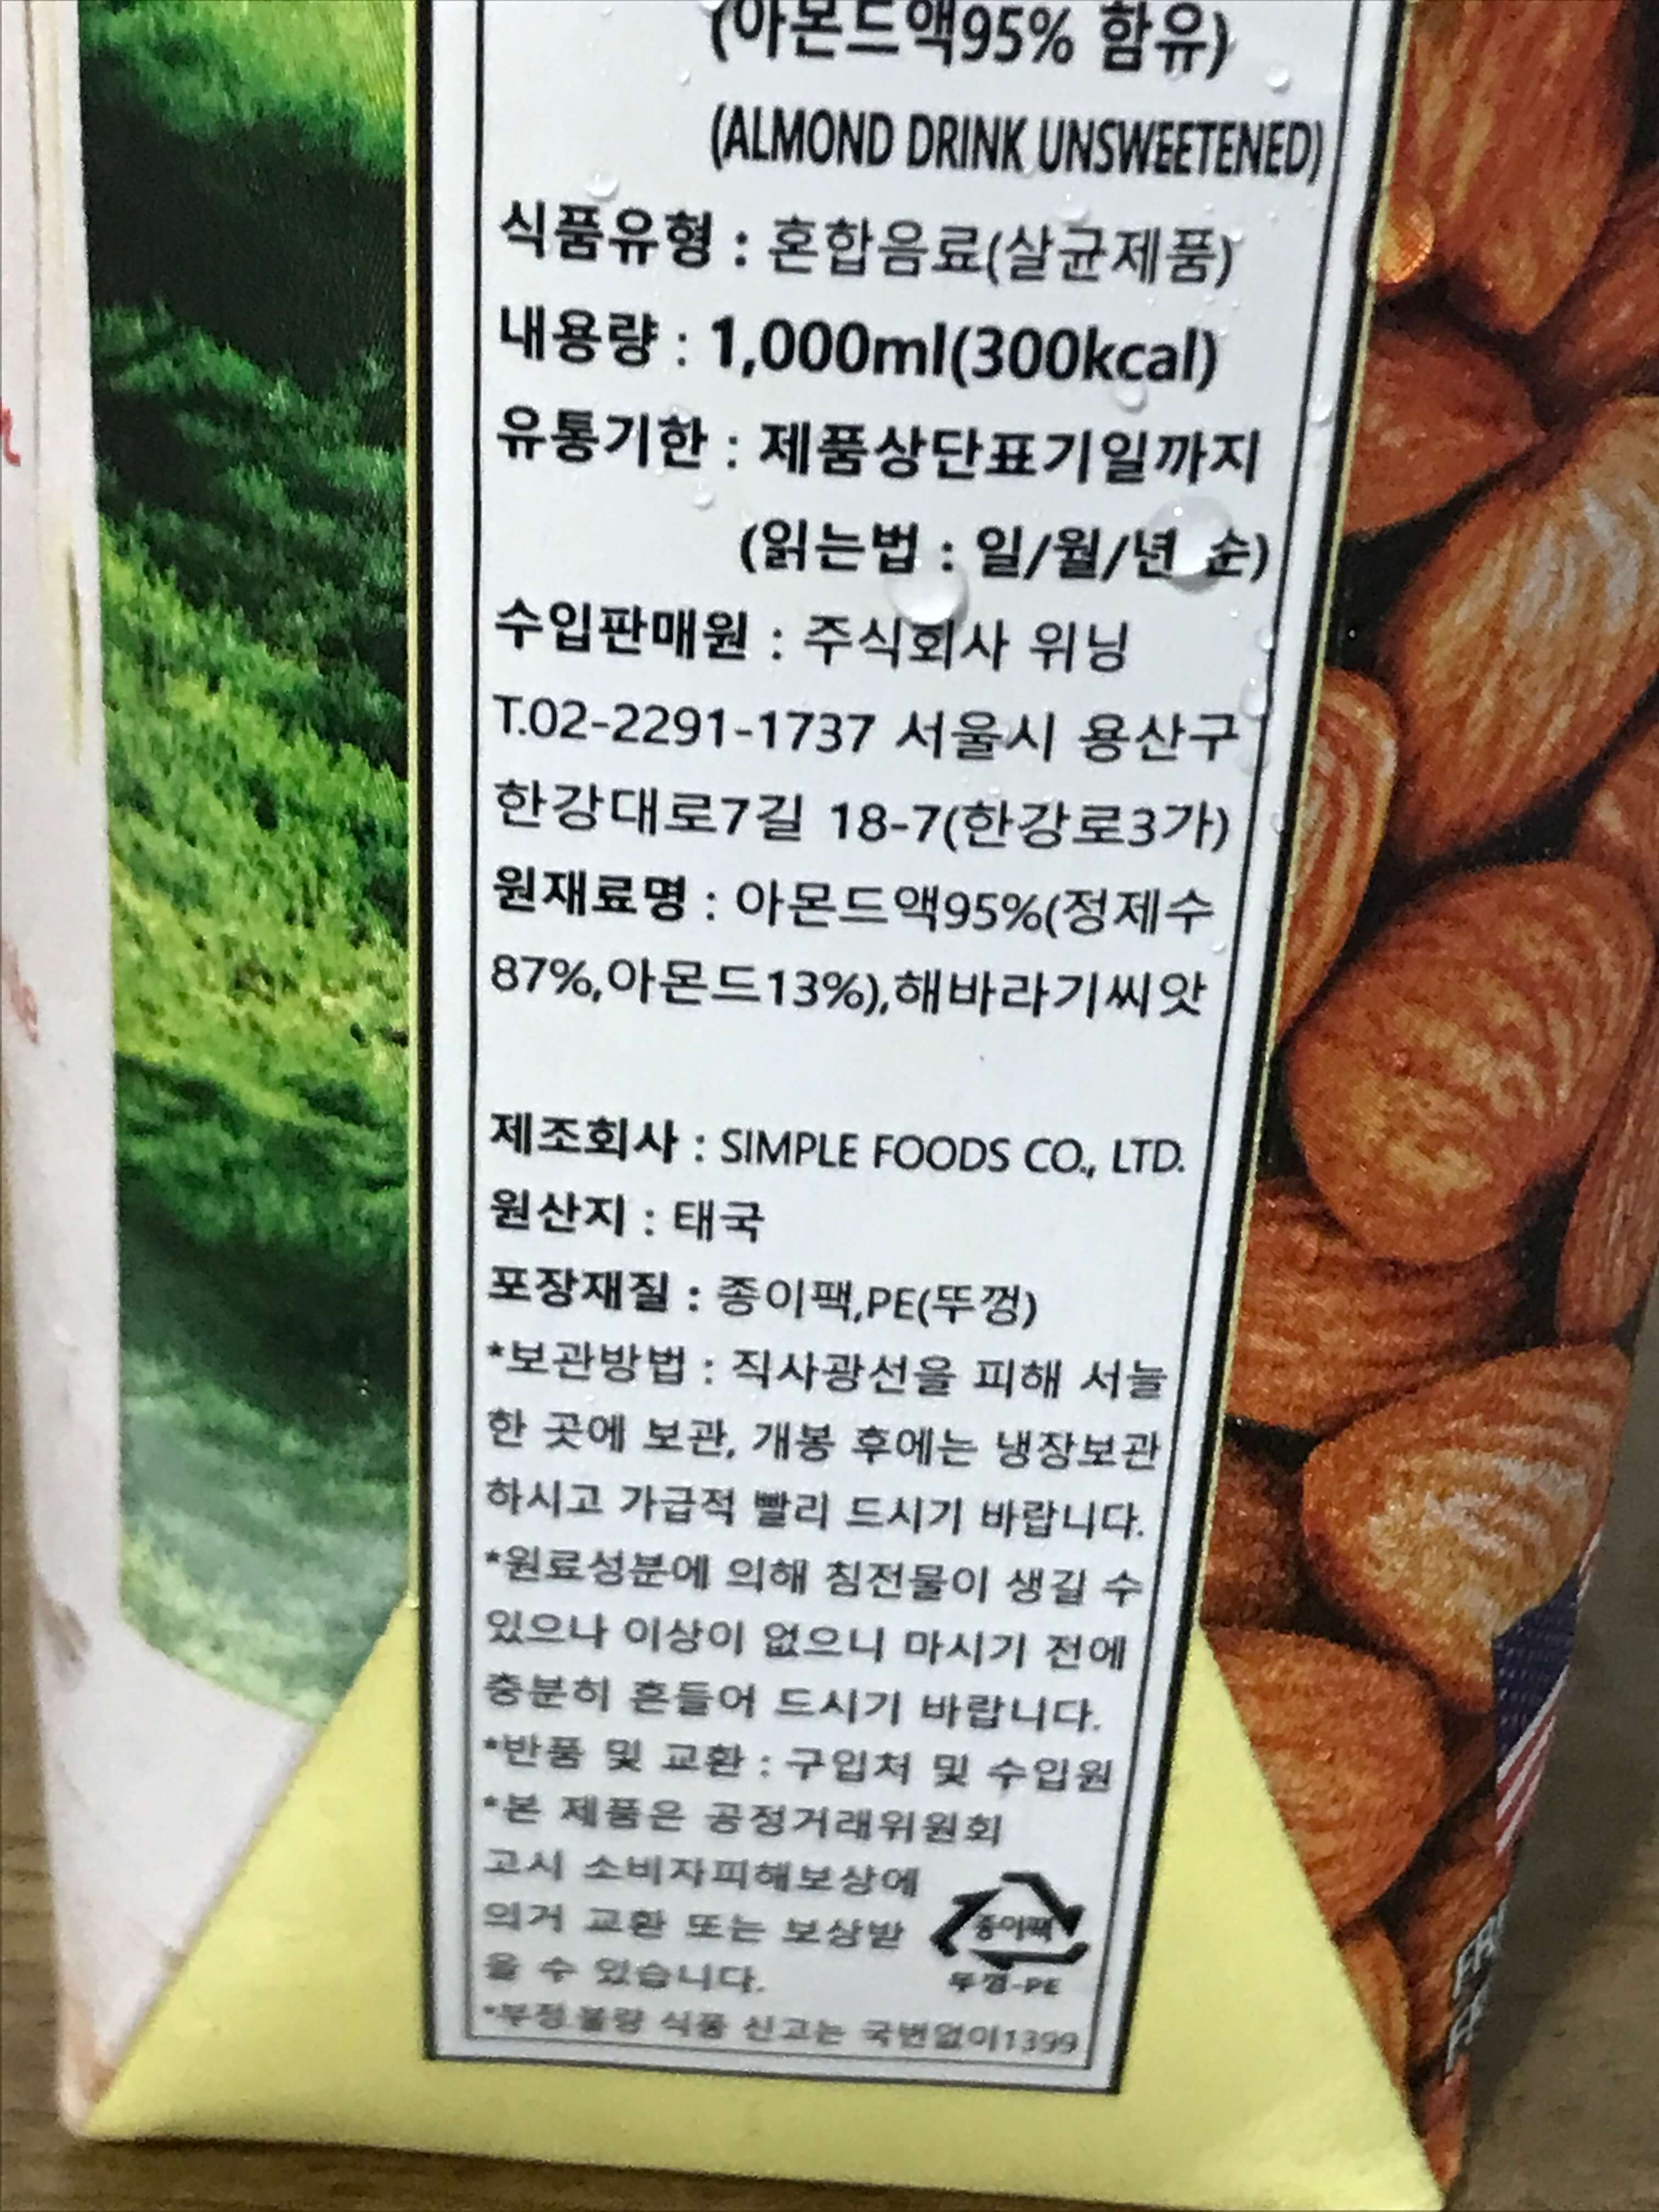 (아몬드액95% 함유)
(ALMOND DRINK UNSWEETENED)
식품유형 : 혼합음료(살균제품)
내용량 : 1,000ml(300kcal)
유통기한 : 제품상단표기일까지
(읽는법 : 일/월/년 순)
수입판매원 : 주식회사 위닝
T.02-2291-1737 서울시 용산구
한강대로7길 18-7(한강로3가)
원재료명 : 아몬드액95%(정제수
87%,아몬드13%),해바라기씨앗
제조회사 : SIMPLE FOODS CO., LTD.
원산지 : 태국
포장재질 : 종이팩,PE(뚜껑)
*보관방법 : 직사광선을 피해 서늘
한 곳에 보관, 개봉 후에는 냉장보관
하시고 가급적 빨리 드시기 바랍니다.
*원료성분에 의해 침전물이 생길 수
있으나 이상이 없으니 마시기 전에
충분히 흔들어 드시기 바랍니다.
*반품 및 교환 : 구입처 및 수입원
*본 제품은 공정거래위원회
고시 소비자피해보상에
의거 교환 또는 보상받
을 수 있습니다.
종이팩
뚜껑-PE
*부정.불량 식품 신고는 국번없이1399